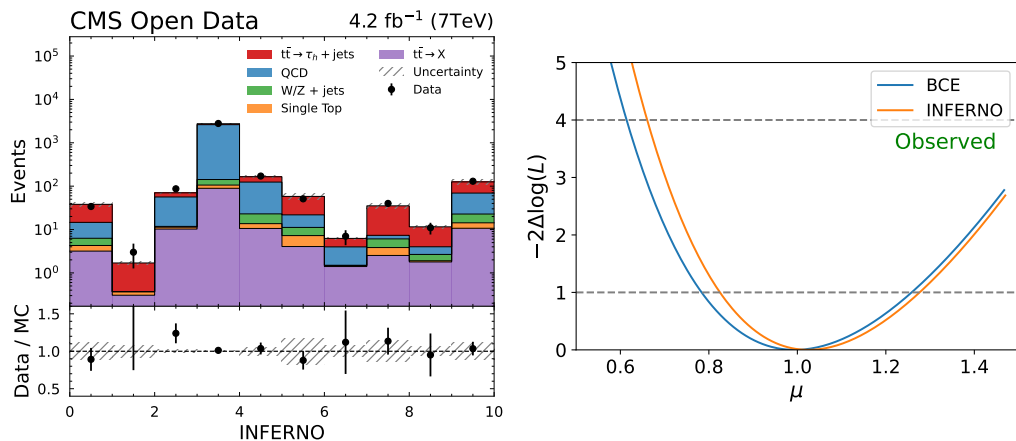 CMS Open Data
4.2 fb⁻¹ (7TeV)
tt̄ → τₕ + jets
QCD
W/Z + jets
Single Top
tt̄ → X
Uncertainty
Data
10⁵
10⁴
10³
10²
10¹
10⁰
Events
1.5
1.0
0.5
Data / MC
0 2 4 6 8 10
INFERNO
5
4
3
2
1
0
−2Δlog(L)
BCE
INFERNO
Observed
0.6 0.8 1.0 1.2 1.4
μ